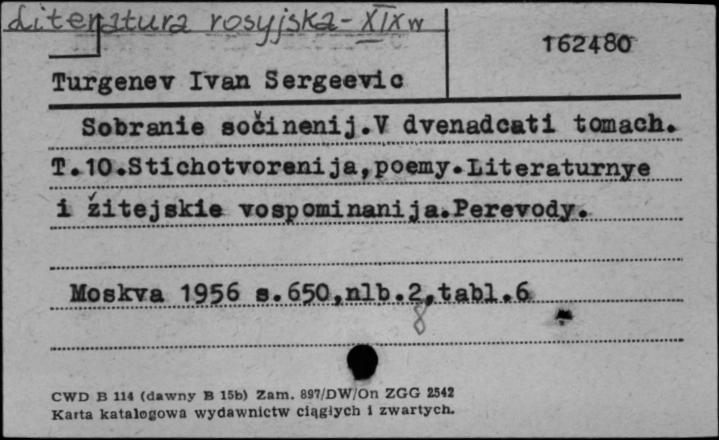 Literatura rosyjska - XIX w
162480
Turgenev Ivan Sergeevic
Sobranie sočinenij.V dvenadcati tomach.
T.10.Stichotvorenija,poemy.Literaturnye
i žitejskie vospominanija.Perevody.
Moskva 1956 s.650,nlb.2,tabl.6
8
CWD B 114 (dawny B 15b) Zam. 897/DW/On ZGG 2542
Karta katalogowa wydawnictw ciągłych i zwartych.